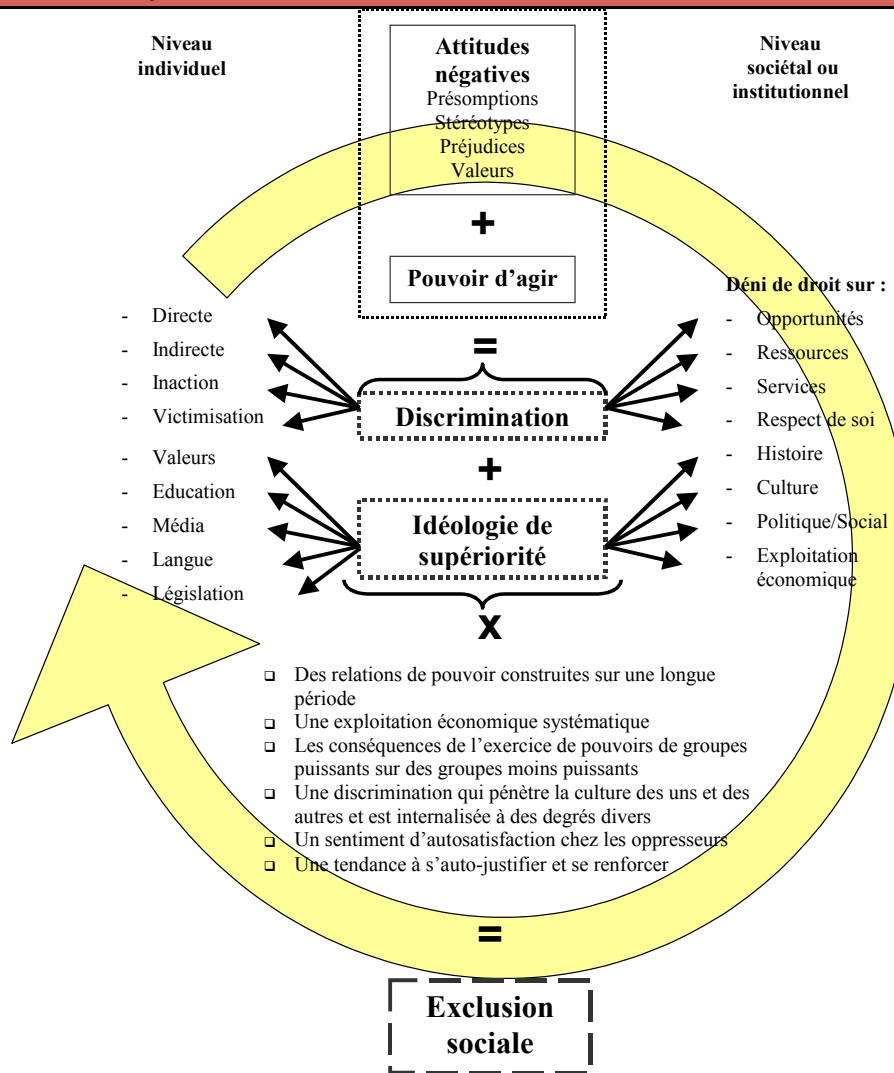 Niveau
individuel
Attitudes
négatives
Présomptions
Stéréotypes
Préjudices
Valeurs
Niveau
sociétal ou
institutionnel
+
Pouvoir d’agir
=
- Directe
- Indirecte
- Inaction
- Victimisation
Discrimination
Déni de droit sur :
- Opportunités
- Ressources
- Services
- Respect de soi
+
- Valeurs
- Education
- Média
- Langue
- Législation
Idéologie de
supériorité
- Histoire
- Culture
- Politique/Social
- Exploitation
économique
X
❑ Des relations de pouvoir construites sur une longue
période
❑ Une exploitation économique systématique
❑ Les conséquences de l’exercice de pouvoirs de groupes
puissants sur des groupes moins puissants
❑ Une discrimination qui pénètre la culture des uns et des
autres et est internalisée à des degrés divers
❑ Un sentiment d’autosatisfaction chez les oppresseurs
❑ Une tendance à s’auto-justifier et se renforcer
=
Exclusion
sociale